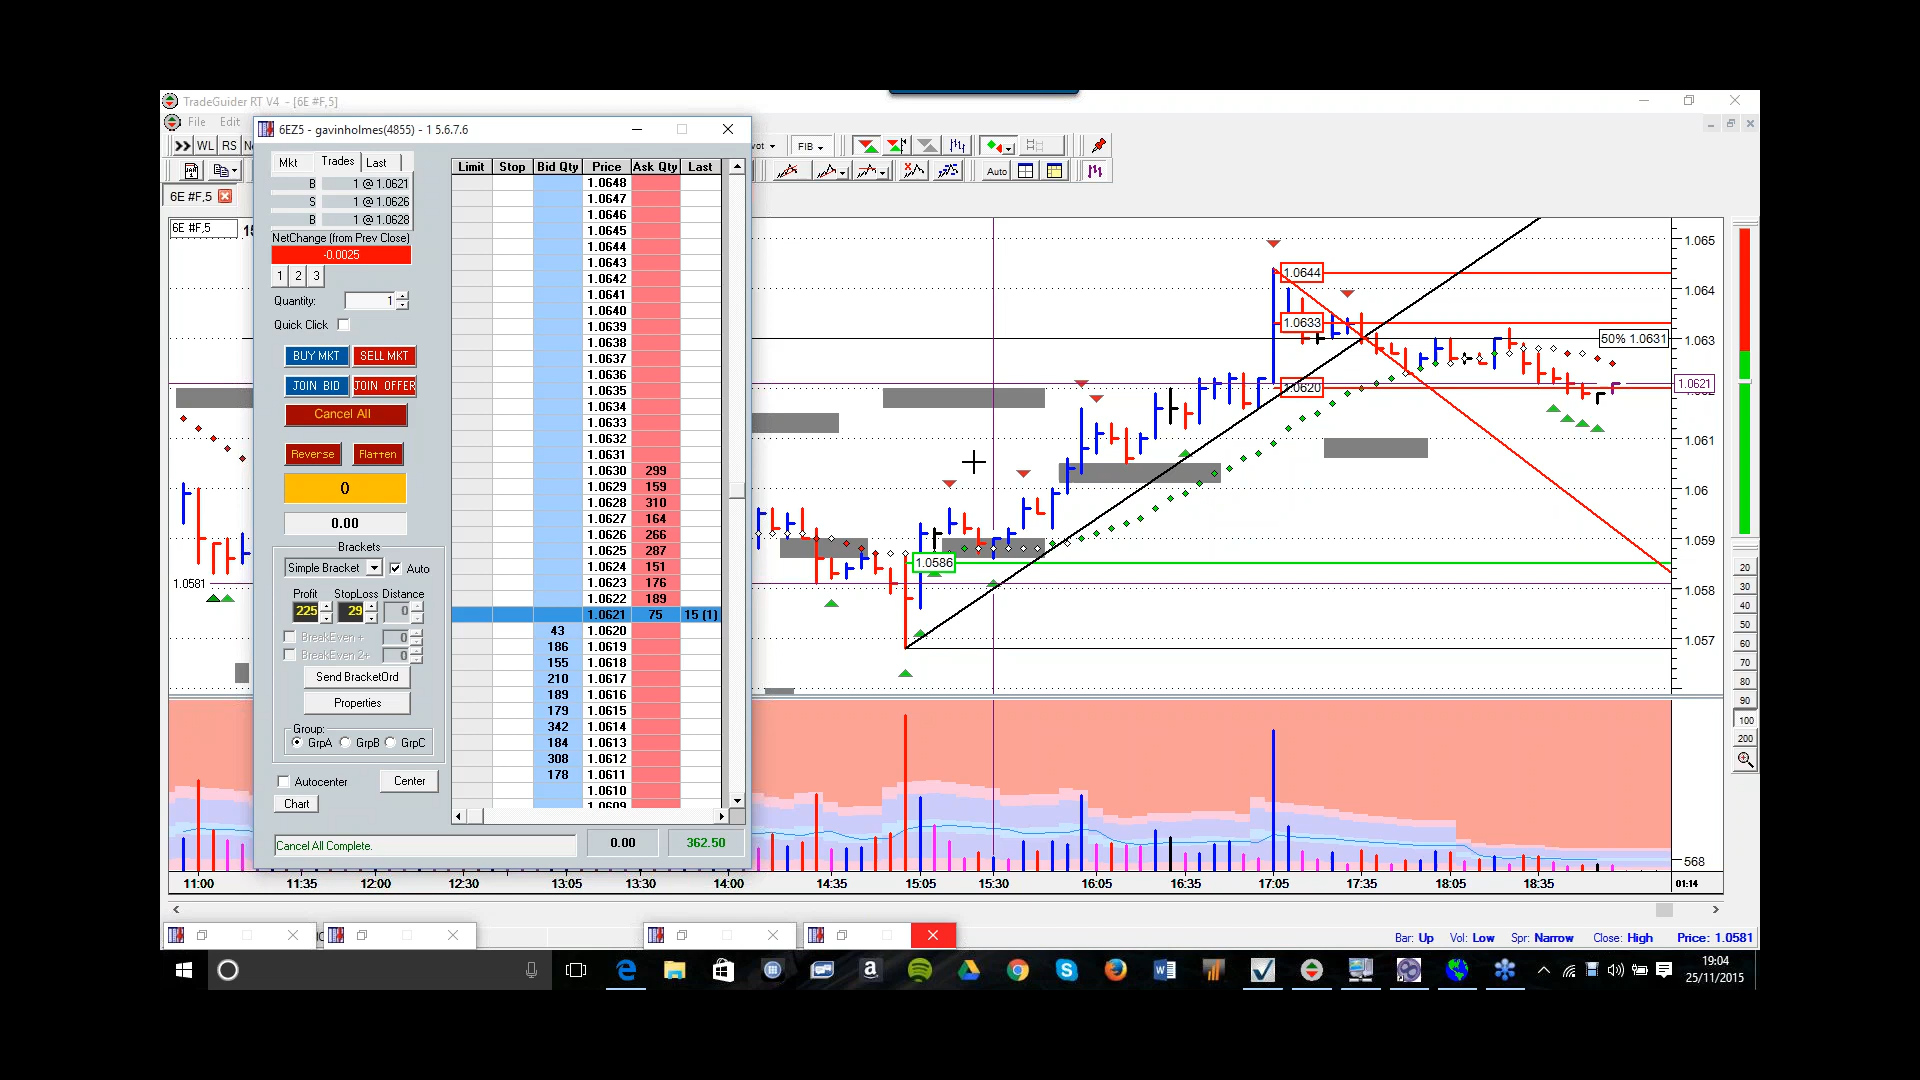 TradeGuider RT V4 - [6E #F,5]
File Edit
6EZ5 - gavinholmes(4855) - 1 5.6.7.6
WL RS
FIB
Auto
6E #F,5
6E #F,5
Mkt Trades Last
B 1 @ 1.0621
S 1 @ 1.0626
B 1 @ 1.0628
NetChange (from Prev Close)
-0.0025
1 2 3
Quantity: 1
Quick Click
BUY MKT SELL MKT
JOIN BID JOIN OFFER
Cancel All
Reverse Flatten
0
0.00
Brackets
Simple Bracket Auto
Profit StopLoss Distance
225 29 0
BreakEven + 0
BreakEven 2+ 0
Send BracketOrd
Properties
Group:
GrpA GrpB GrpC
Autocenter Center
Chart
Cancel All Complete. 0.00 362.50
Limit Stop Bid Qty Price Ask Qty Last
1.0648
1.0647
1.0646
1.0645
1.0644
1.0643
1.0642
1.0641
1.0640
1.0639
1.0638
1.0637
1.0636
1.0635
1.0634
1.0633
1.0632
1.0631
1.0630 299
1.0629 159
1.0628 310
1.0627 164
1.0626 266
1.0625 287
1.0624 151
1.0623 176
1.0622 189
1.0621 75 15 (1)
43 1.0620
186 1.0619
155 1.0618
210 1.0617
189 1.0616
179 1.0615
342 1.0614
184 1.0613
308 1.0612
178 1.0611
1.0610
1.0609
1.0581
1.0644
1.0633
1.0620
1.0586
50% 1.0631
1.065
1.064
1.063
1.0621
1.061
1.06
1.059
1.058
1.057
568
20
30
40
50
60
70
80
90
100
200
11:00 11:35 12:00 12:30 13:05 13:30 14:00 14:35 15:05 15:30 16:05 16:35 17:05 17:35 18:05 18:35 01:14
Bar: Up Vol: Low Spr: Narrow Close: High Price: 1.0581
19:04
25/11/2015